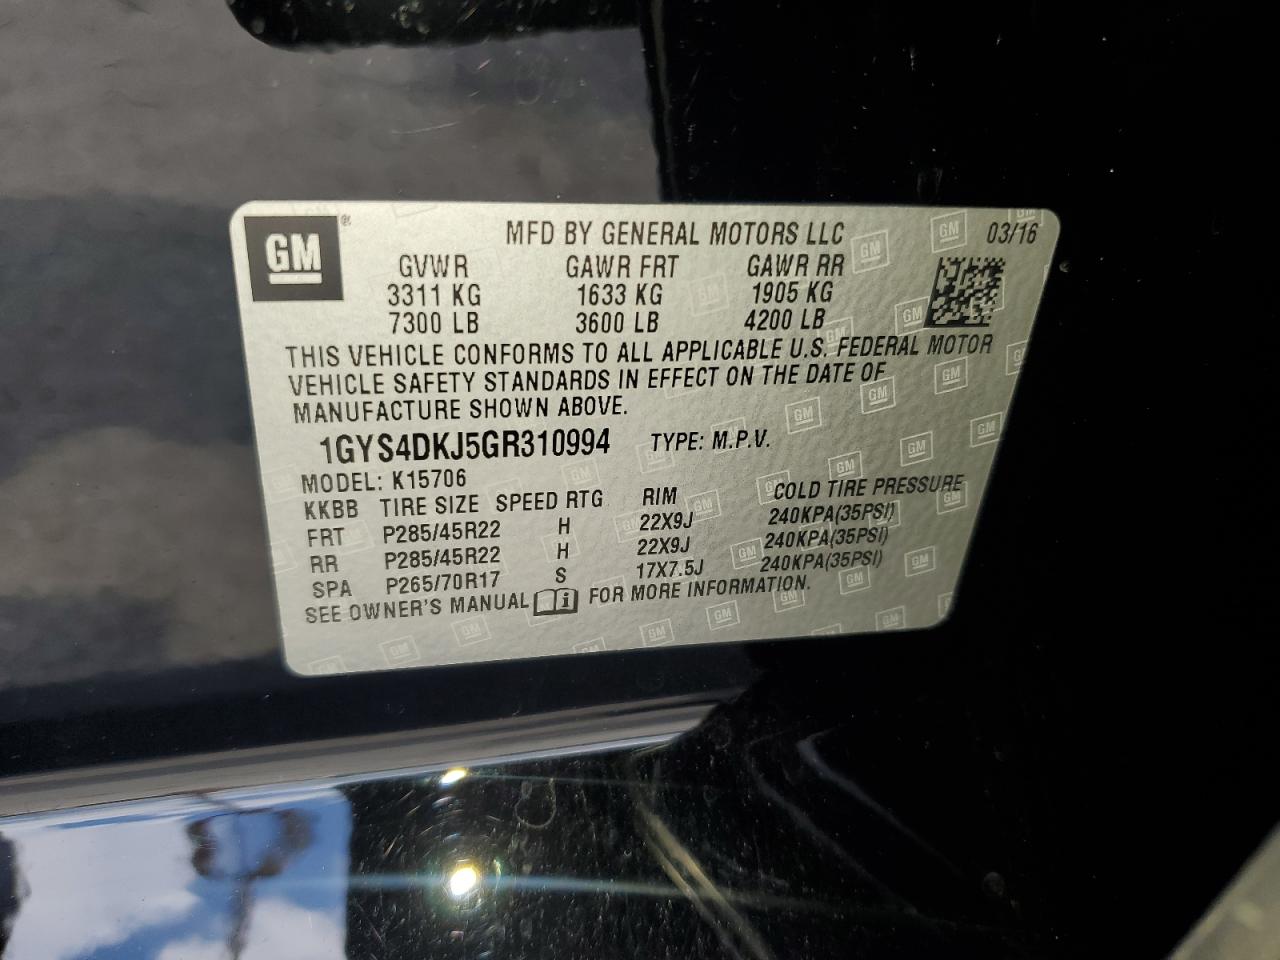 GM ® MFD BY GENERAL MOTORS LLC 03/16
GVWR GAWR FRT GAWR RR
3311 KG 1633 KG 1905 KG
7300 LB 3600 LB 4200 LB
THIS VEHICLE CONFORMS TO ALL APPLICABLE U.S. FEDERAL MOTOR
VEHICLE SAFETY STANDARDS IN EFFECT ON THE DATE OF
MANUFACTURE SHOWN ABOVE.
1GYS4DKJ5GR310994 TYPE: M.P.V.
MODEL: K15706
KKBB TIRE SIZE SPEED RTG RIM COLD TIRE PRESSURE
FRT P285/45R22 H 22X9J 240KPA(35PSI)
RR P285/45R22 H 22X9J 240KPA(35PSI)
SPA P265/70R17 S 17X7.5J 240KPA(35PSI)
SEE OWNER'S MANUAL i FOR MORE INFORMATION.